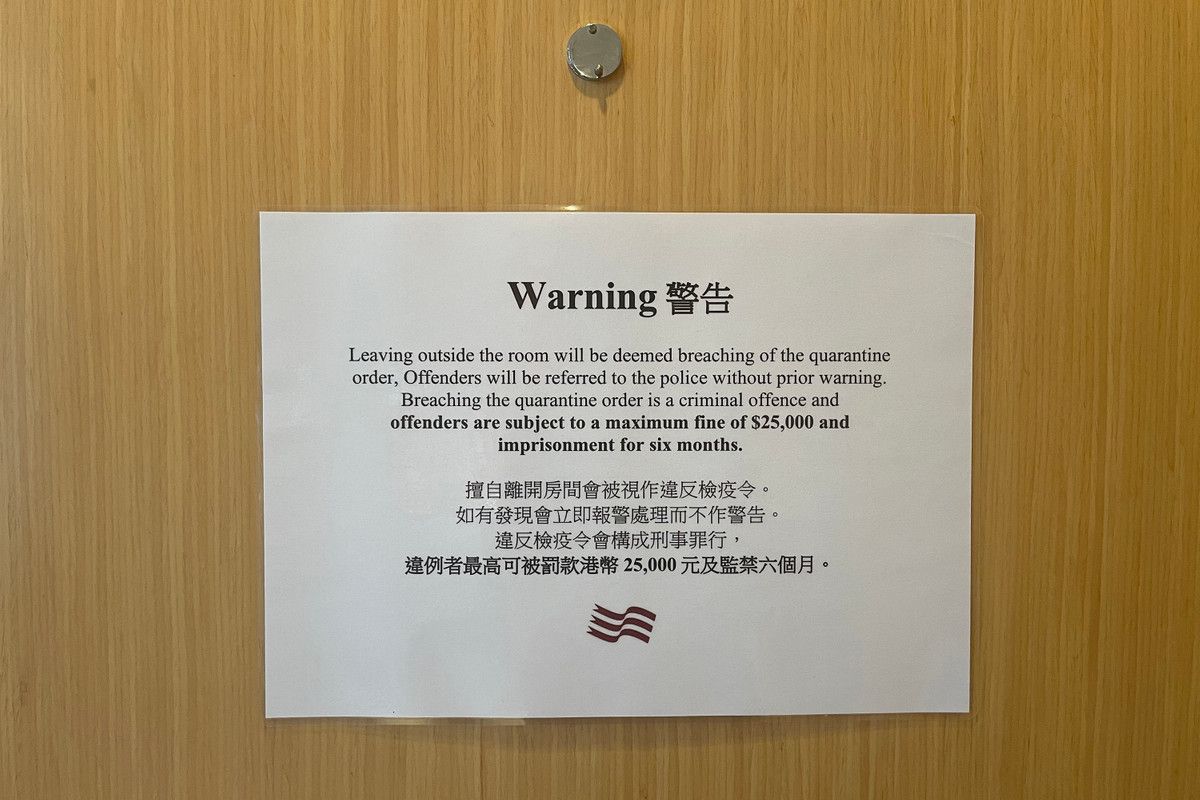 Warning 警告
Leaving outside the room will be deemed breaching of the quarantine
order, Offenders will be referred to the police without prior warning.
Breaching the quarantine order is a criminal offence and
offenders are subject to a maximum fine of $25,000 and
imprisonment for six months.
擅自離開房間會被視作違反檢疫令。
如有發現會立即報警處理而不作警告。
違反檢疫令會構成刑事罪行，
違例者最高可被罰款港幣 25,000 元及監禁六個月。